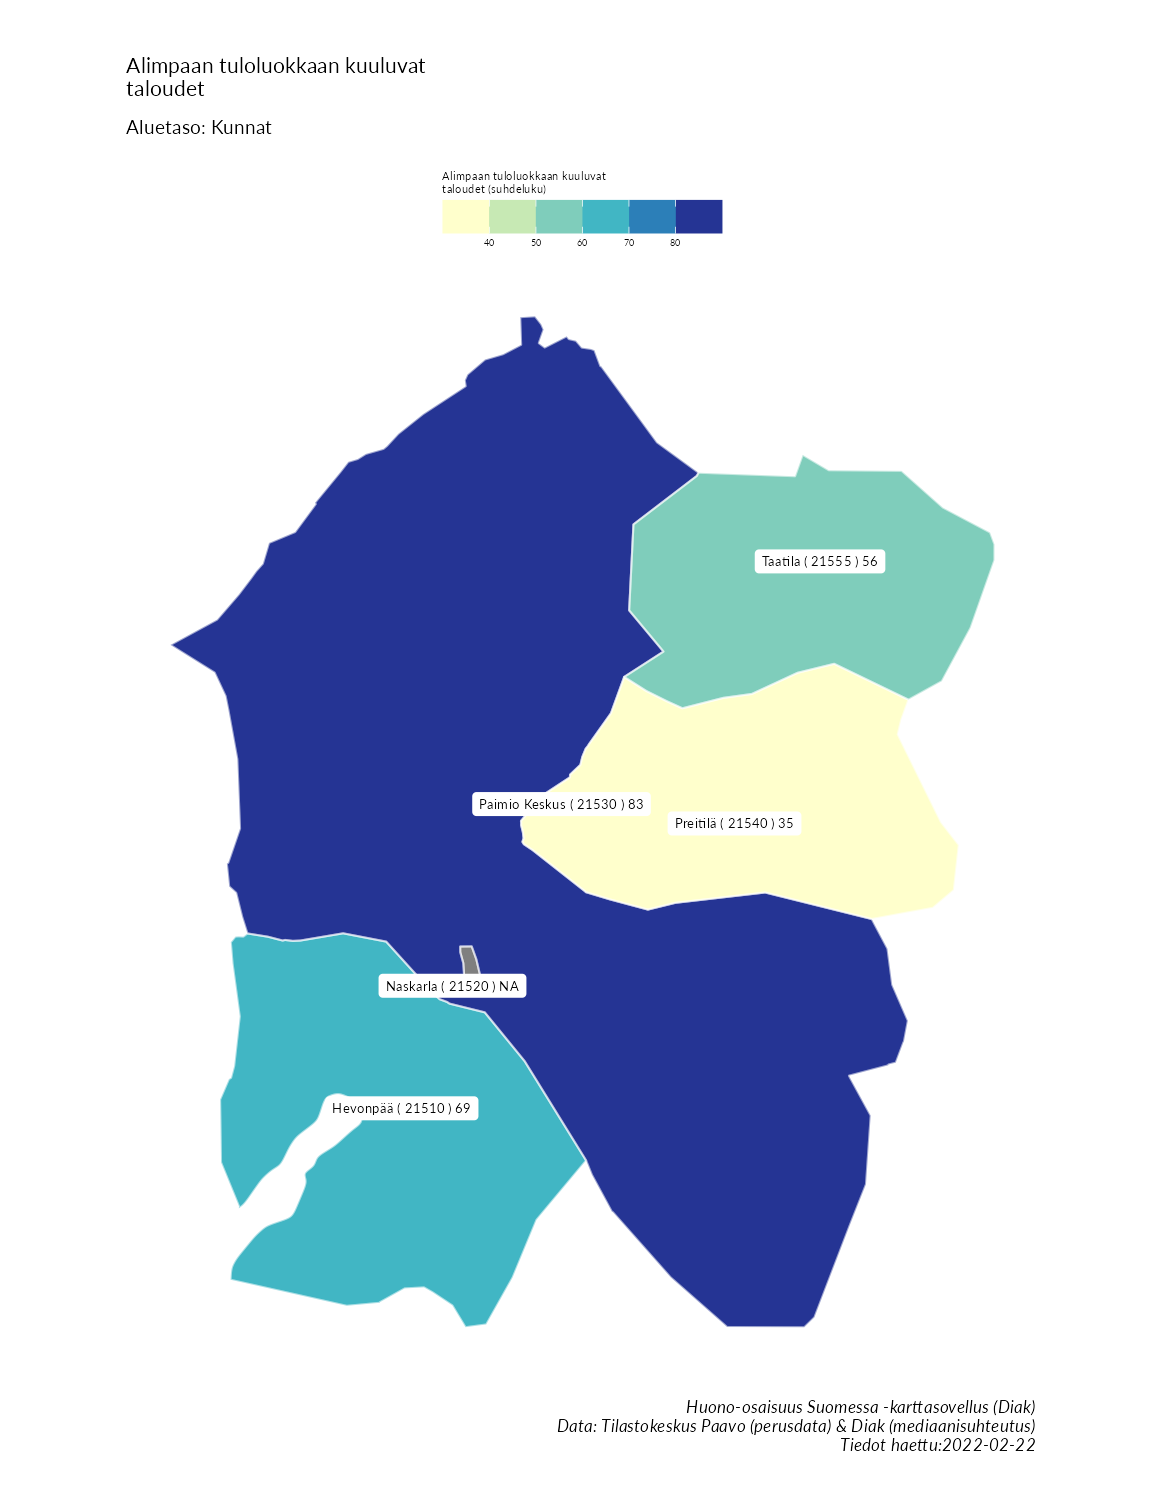 Alimpaan tuloluokkaan kuuluvat
taloudet
Aluetaso: Kunnat
Alimpaan tuloluokkaan kuuluvat
taloudet (suhdeluku)
40 50 60 70 80
Taatila ( 21555 ) 56
Paimio Keskus ( 21530 ) 83
Preitilä ( 21540 ) 35
Naskarla ( 21520 ) NA
Hevonpää ( 21510 ) 69
Huono-osaisuus Suomessa -karttasovellus (Diak)
Data: Tilastokeskus Paavo (perusdata) & Diak (mediaanisuhteutus)
Tiedot haettu:2022-02-22